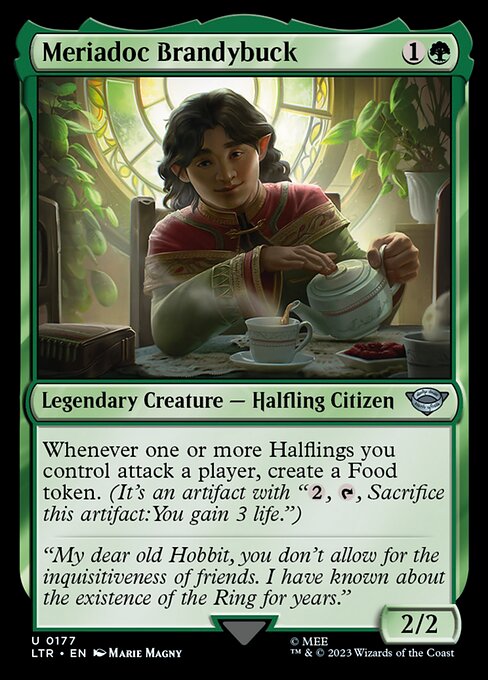 Meriadoc Brandybuck 1
Legendary Creature — Halfling Citizen
Whenever one or more Halflings you
control attack a player, create a Food
token. (It's an artifact with “2, , Sacrifice
this artifact:You gain 3 life.”)
“My dear old Hobbit, you don't allow for the
inquisitiveness of friends. I have known about
the existence of the Ring for years.”
2/2
U 0177
LTR • EN Marie Magny
© MEE
™ & © 2023 Wizards of the Coast